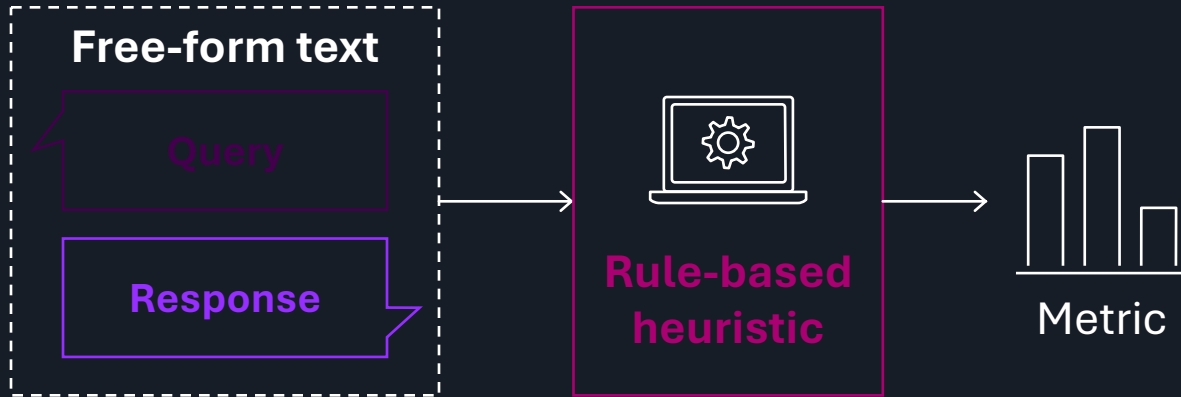 Free-form text
Query
Response
Rule-based
heuristic
Metric